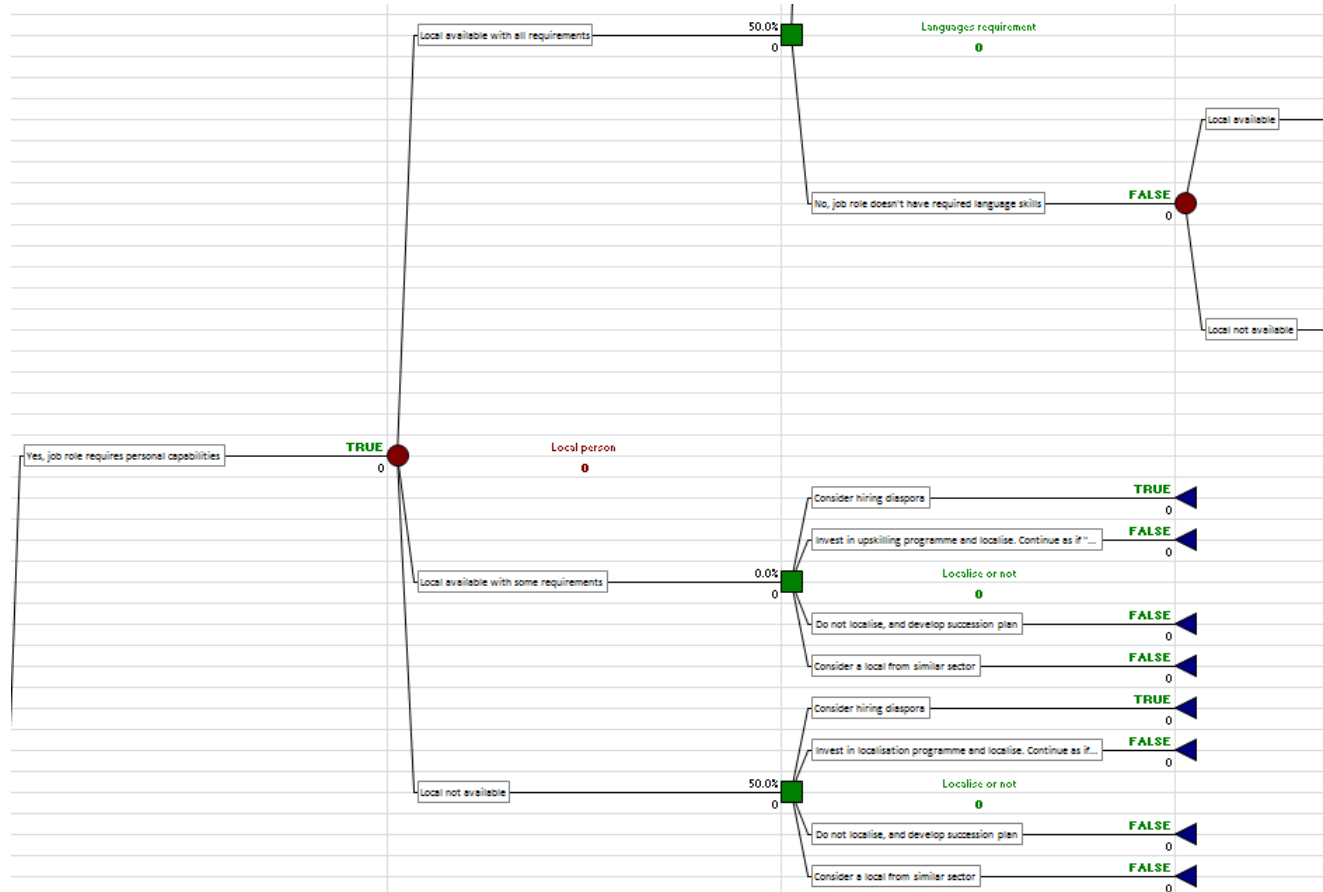 Local available with all requirements
50.0%
0
Languages requirement
0
Local available
No, job role doesn't have required language skills
FALSE
0
Local not available
Yes, job role requires personal capabilities
TRUE
0
Local person
0
Consider hiring diaspora
TRUE
0
Invest in upskilling programme and localise. Continue as if "...
FALSE
0
Local available with some requirements
0.0%
0
Localise or not
0
Do not localise, and develop succession plan
FALSE
0
Consider a local from similar sector
FALSE
0
Consider hiring diaspora
TRUE
0
Invest in localisation programme and localise. Continue as if...
FALSE
0
Local not available
50.0%
0
Localise or not
0
Do not localise, and develop succession plan
FALSE
0
Consider a local from similar sector
FALSE
0